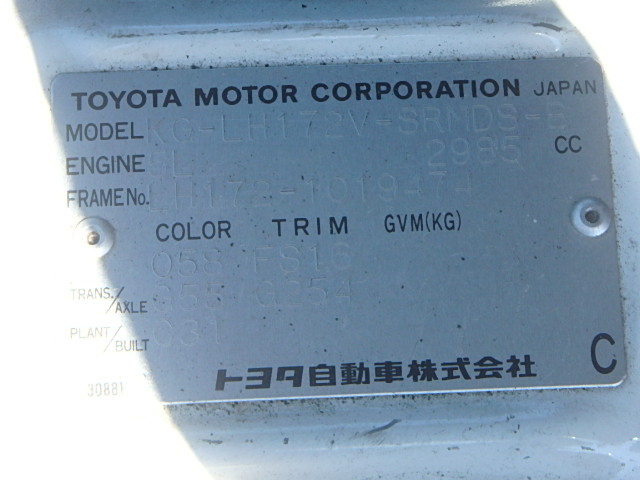 TOYOTA MOTOR CORPORATION JAPAN
MODEL KG-LH172V-SRMDS-S
ENGINE 5L 2985 CC
FRAME No. LH172-1019474
COLOR TRIM GVM(KG)
058 FS16
TRANS./AXLE G254
PLANT/BUILT
トヨタ自動車株式会社 C
30881